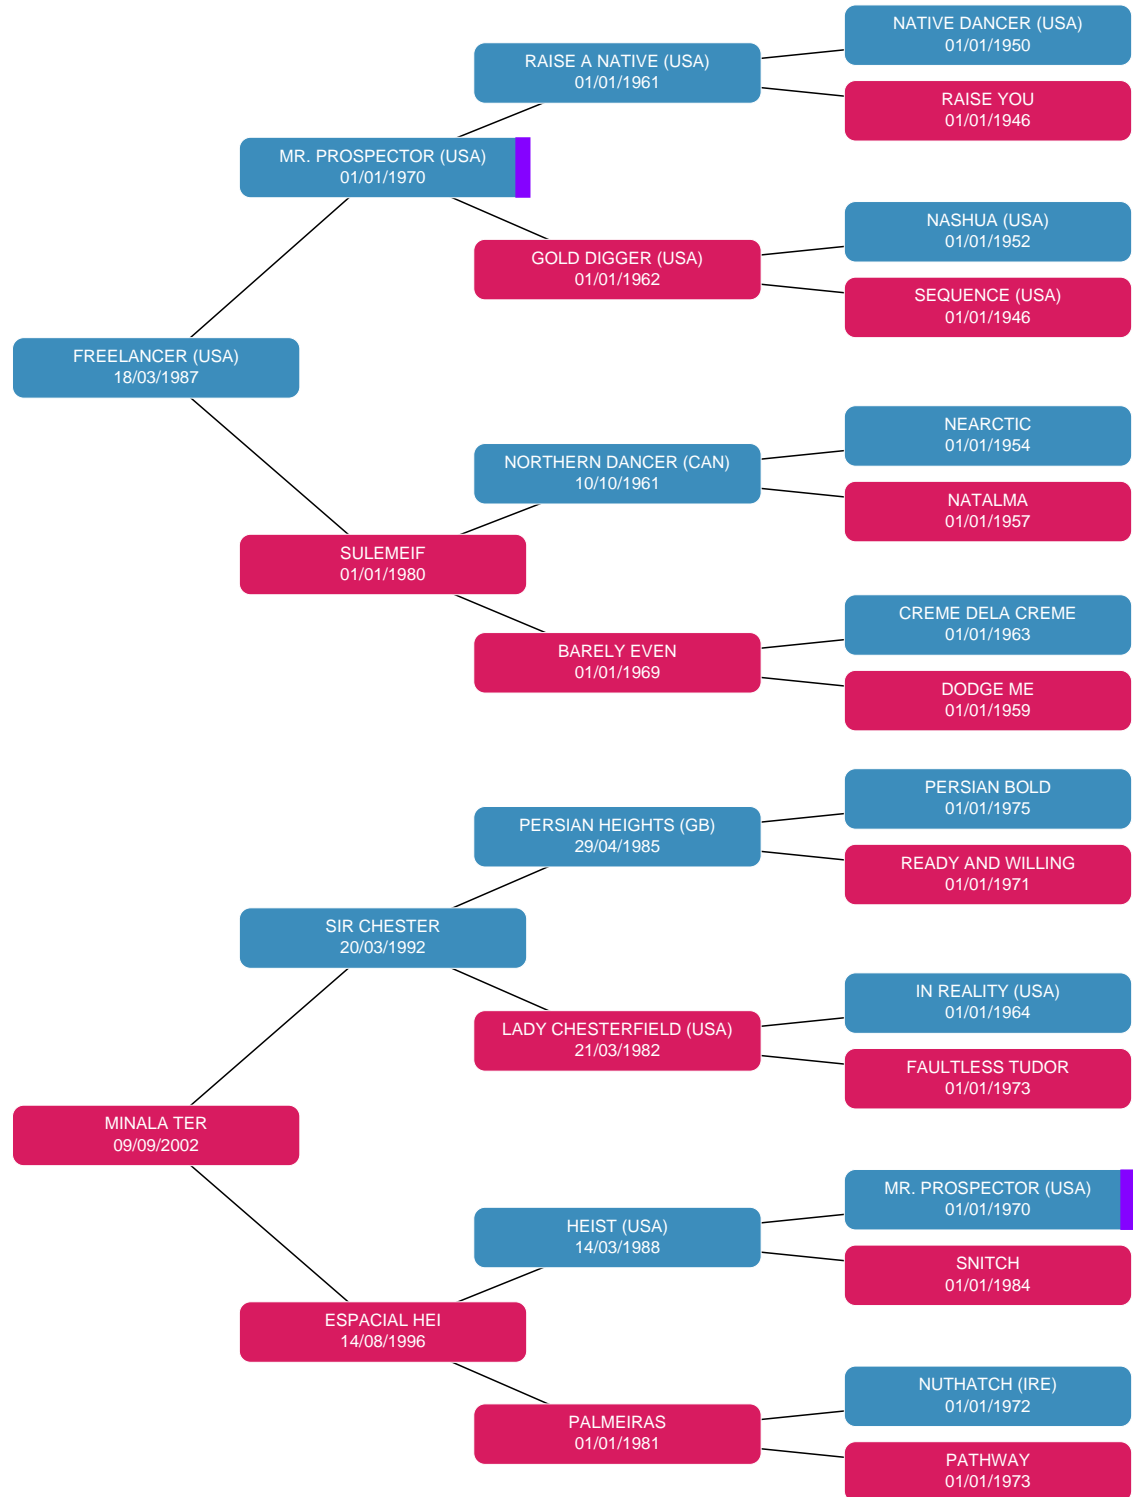 NATIVE DANCER (USA)
01/01/1950
RAISE A NATIVE (USA)
01/01/1961
RAISE YOU
01/01/1946
MR. PROSPECTOR (USA)
01/01/1970
NASHUA (USA)
01/01/1952
GOLD DIGGER (USA)
01/01/1962
SEQUENCE (USA)
01/01/1946
FREELANCER (USA)
18/03/1987
NEARCTIC
01/01/1954
NORTHERN DANCER (CAN)
10/10/1961
NATALMA
01/01/1957
SULEMEIF
01/01/1980
CREME DELA CREME
01/01/1963
BARELY EVEN
01/01/1969
DODGE ME
01/01/1959
PERSIAN BOLD
01/01/1975
PERSIAN HEIGHTS (GB)
29/04/1985
READY AND WILLING
01/01/1971
SIR CHESTER
20/03/1992
IN REALITY (USA)
01/01/1964
LADY CHESTERFIELD (USA)
21/03/1982
FAULTLESS TUDOR
01/01/1973
MINALA TER
09/09/2002
MR. PROSPECTOR (USA)
01/01/1970
HEIST (USA)
14/03/1988
SNITCH
01/01/1984
ESPACIAL HEI
14/08/1996
NUTHATCH (IRE)
01/01/1972
PALMEIRAS
01/01/1981
PATHWAY
01/01/1973